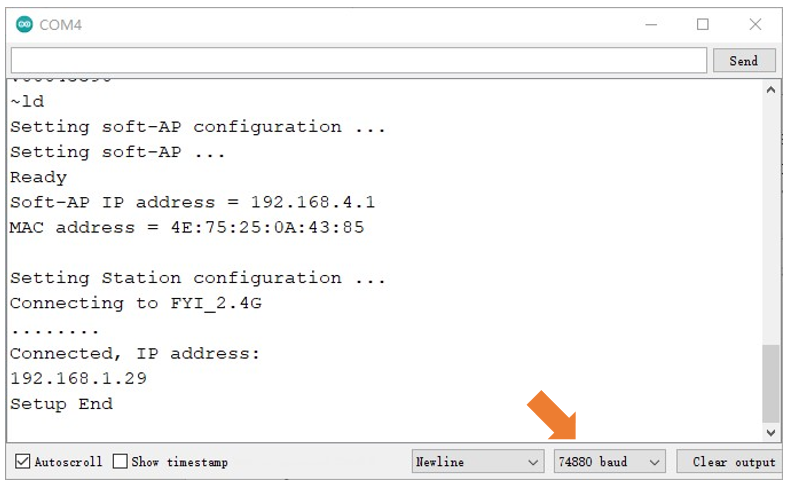 COM4
Send
~ld
Setting soft-AP configuration ...
Setting soft-AP ...
Ready
Soft-AP IP address = 192.168.4.1
MAC address = 4E:75:25:0A:43:85
Setting Station configuration ...
Connecting to FYI_2.4G
........
Connected, IP address:
192.168.1.29
Setup End
Autoscroll Show timestamp Newline 74880 baud Clear output